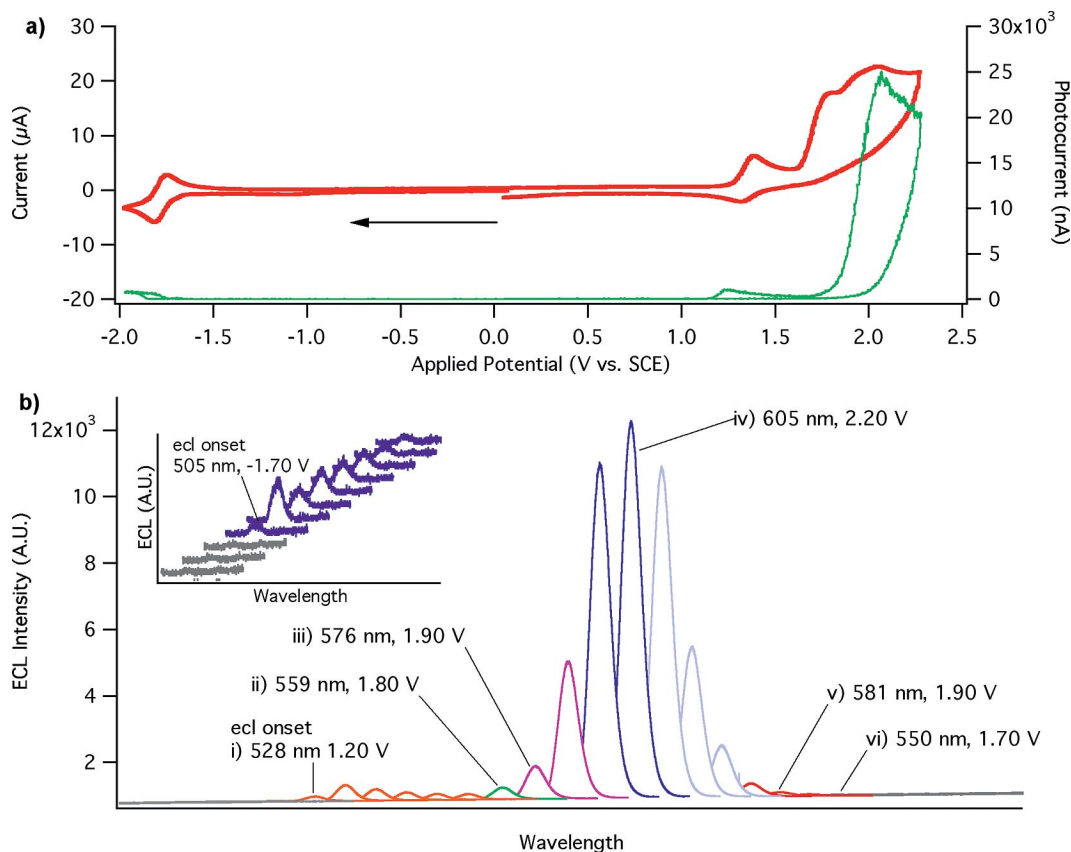 a)
30
20
10
0
-10
-20
Current (µA)
30x10³
25
20
15
10
5
0
Photocurrent (nA)
-2.0 -1.5 -1.0 -0.5 0.0 0.5 1.0 1.5 2.0 2.5
Applied Potential (V vs. SCE)
b)
12x10³
10
8
6
4
2
ECL Intensity (A.U.)
ecl onset
505 nm, -1.70 V
ECL (A.U.)
Wavelength
iv) 605 nm, 2.20 V
iii) 576 nm, 1.90 V
ii) 559 nm, 1.80 V
ecl onset
i) 528 nm 1.20 V
v) 581 nm, 1.90 V
vi) 550 nm, 1.70 V
Wavelength